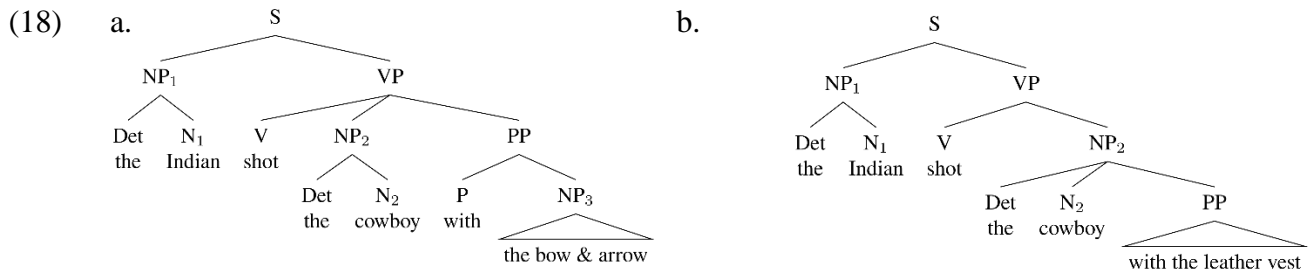 (18) a. b.
S S
NP₁ VP NP₁ VP
Det N₁ V NP₂ PP Det N₁ V NP₂
the Indian shot the Indian shot
Det N₂ P NP₃ Det N₂ PP
the cowboy with the cowboy
the bow & arrow with the leather vest